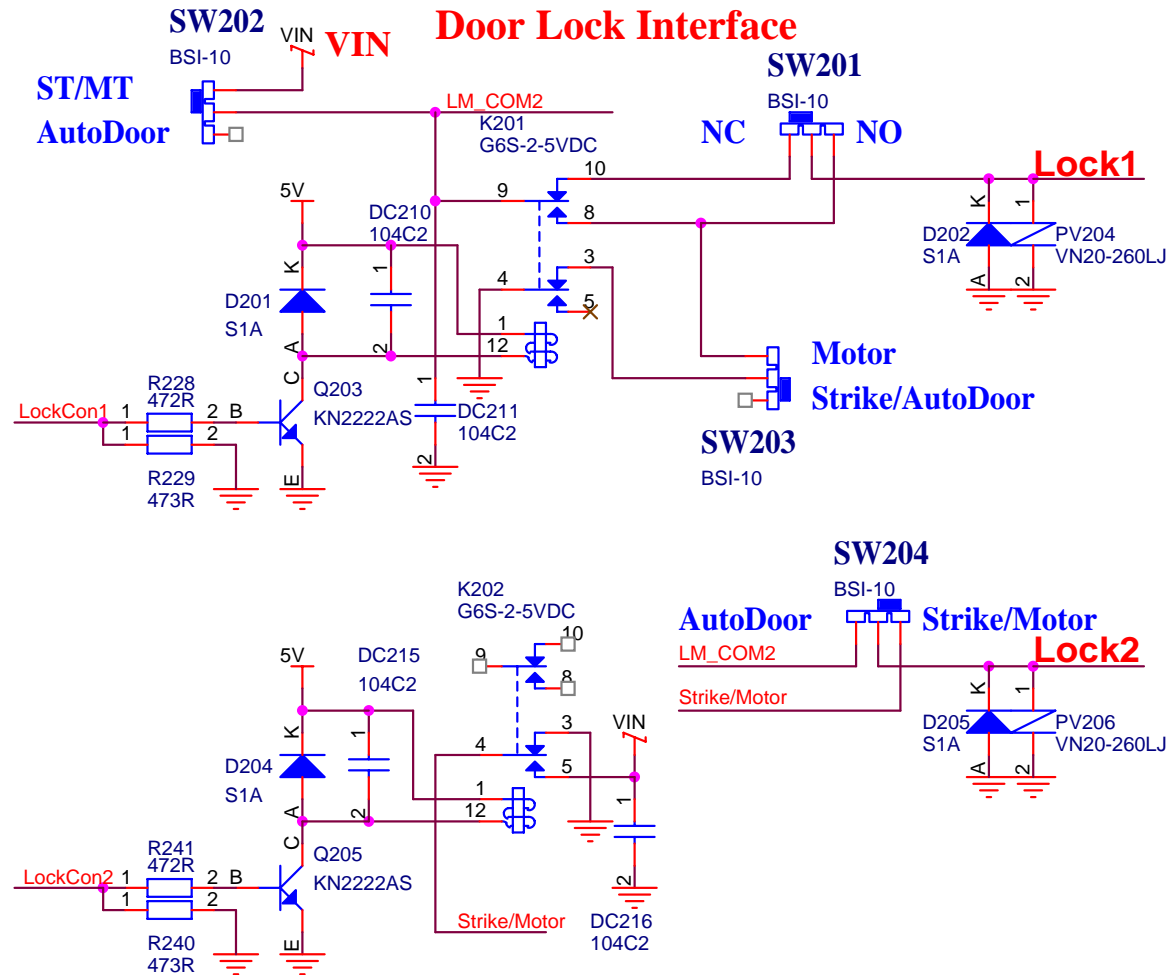 Door Lock Interface
SW202
BSI-10
VIN
VIN
ST/MT
AutoDoor
LM_COM2
K201
G6S-2-5VDC
SW201
BSI-10
NC
NO
10
9
8
3
4
5
1
12
Lock1
K
1
D202
S1A
PV204
VN20-260LJ
A
2
5V
DC210
104C2
K
1
D201
S1A
A
2
C
Q203
KN2222AS
R228
472R
LockCon1
1
2
B
1
2
R229
473R
E
1
DC211
104C2
2
Motor
Strike/AutoDoor
SW203
BSI-10
SW204
BSI-10
AutoDoor
Strike/Motor
LM_COM2
Lock2
Strike/Motor
K
1
D205
S1A
PV206
VN20-260LJ
A
2
K202
G6S-2-5VDC
10
9
8
3
4
5
1
12
VIN
5V
DC215
104C2
K
1
D204
S1A
A
2
C
Q205
KN2222AS
R241
472R
LockCon2
1
2
B
1
2
R240
473R
E
Strike/Motor
1
2
DC216
104C2